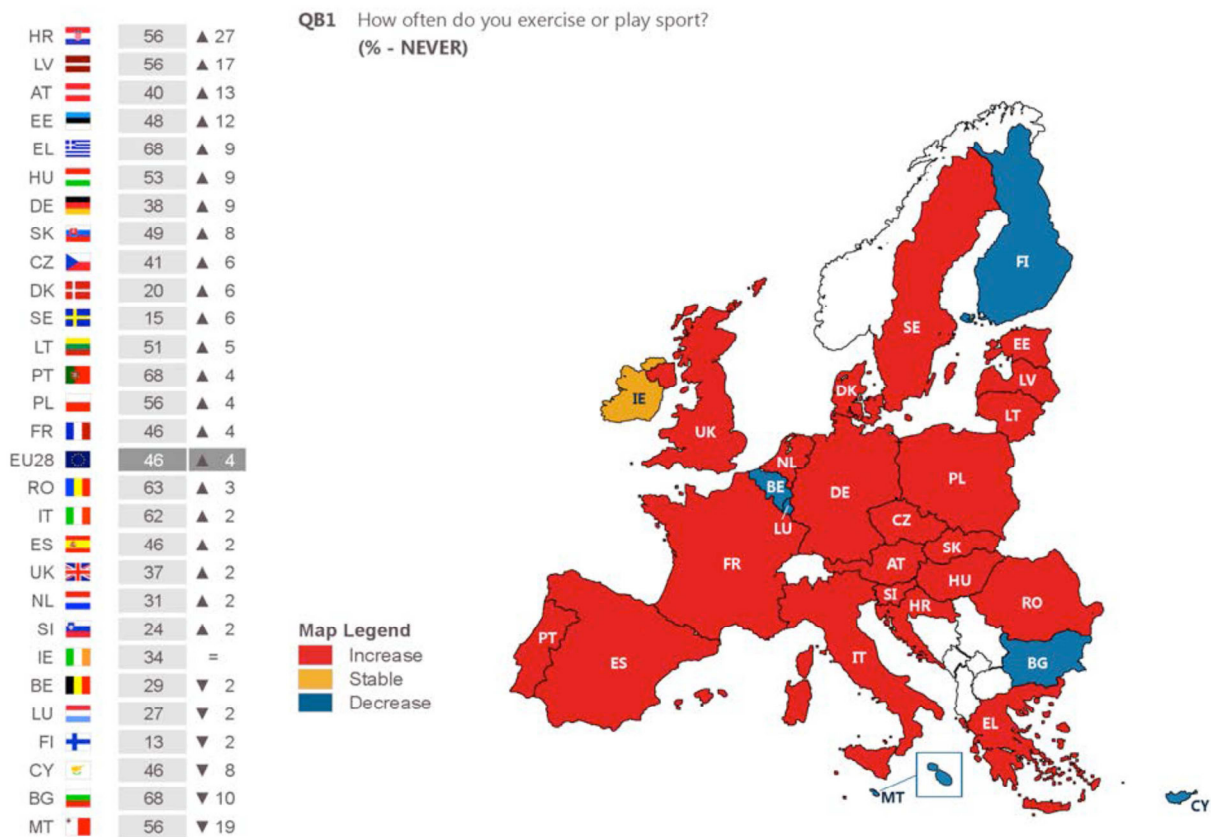 QB1 How often do you exercise or play sport?
(% - NEVER)
HR 56 ▲ 27
LV 56 ▲ 17
AT 40 ▲ 13
EE 48 ▲ 12
EL 68 ▲ 9
HU 53 ▲ 9
DE 38 ▲ 9
SK 49 ▲ 8
CZ 41 ▲ 6
DK 20 ▲ 6
SE 15 ▲ 6
LT 51 ▲ 5
PT 68 ▲ 4
PL 56 ▲ 4
FR 46 ▲ 4
EU28 46 ▲ 4
RO 63 ▲ 3
IT 62 ▲ 2
ES 46 ▲ 2
UK 37 ▲ 2
NL 31 ▲ 2
SI 24 ▲ 2
IE 34 =
BE 29 ▼ 2
LU 27 ▼ 2
FI 13 ▼ 2
CY 46 ▼ 8
BG 68 ▼ 10
MT 56 ▼ 19
FI
SE
EE
LV
LT
DK
IE
UK
NL
BE
LU
DE
PL
CZ
SK
AT
HU
FR
SI
HR
RO
PT
ES
IT
BG
EL
MT
CY
Map Legend
Increase
Stable
Decrease